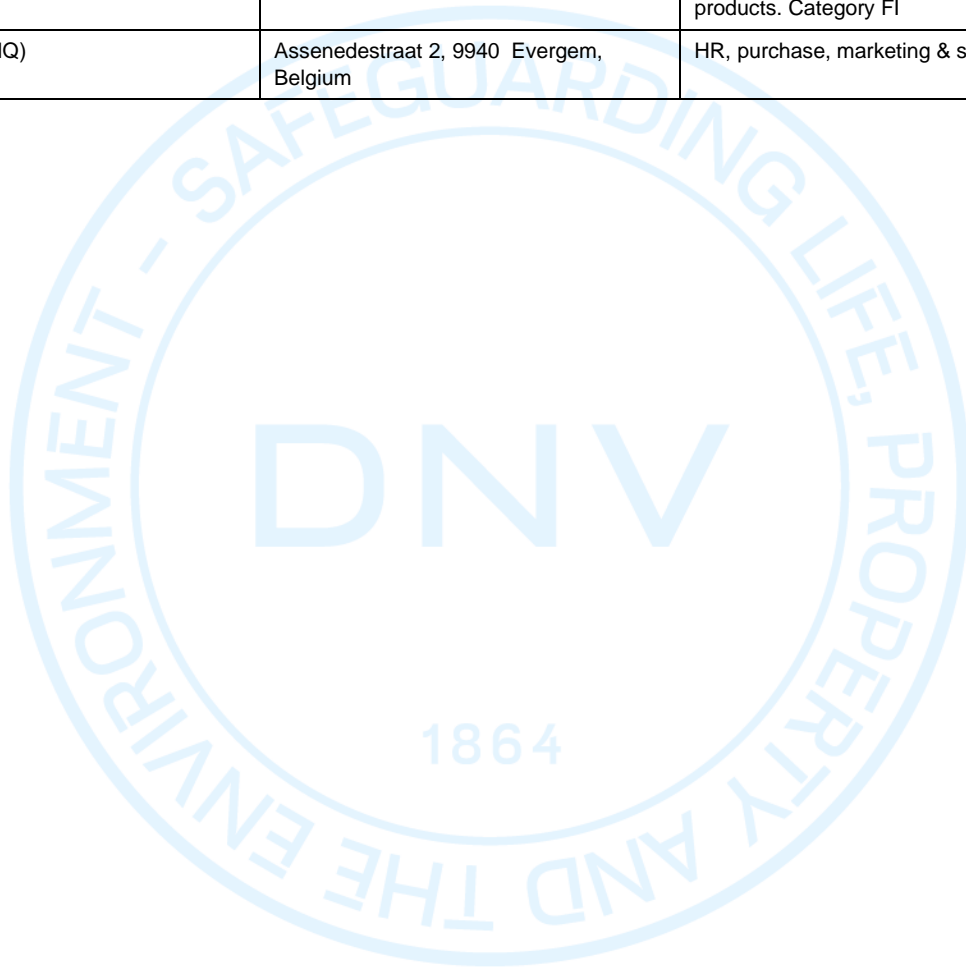 products. Category FI
Q)
Assenedestraat 2, 9940 Evergem,
HR, purchase, marketing & s
Belgium
SAFEGUARDING LIFE, PROPERTY AND THE ENVIRONMENT -
DNV
1864